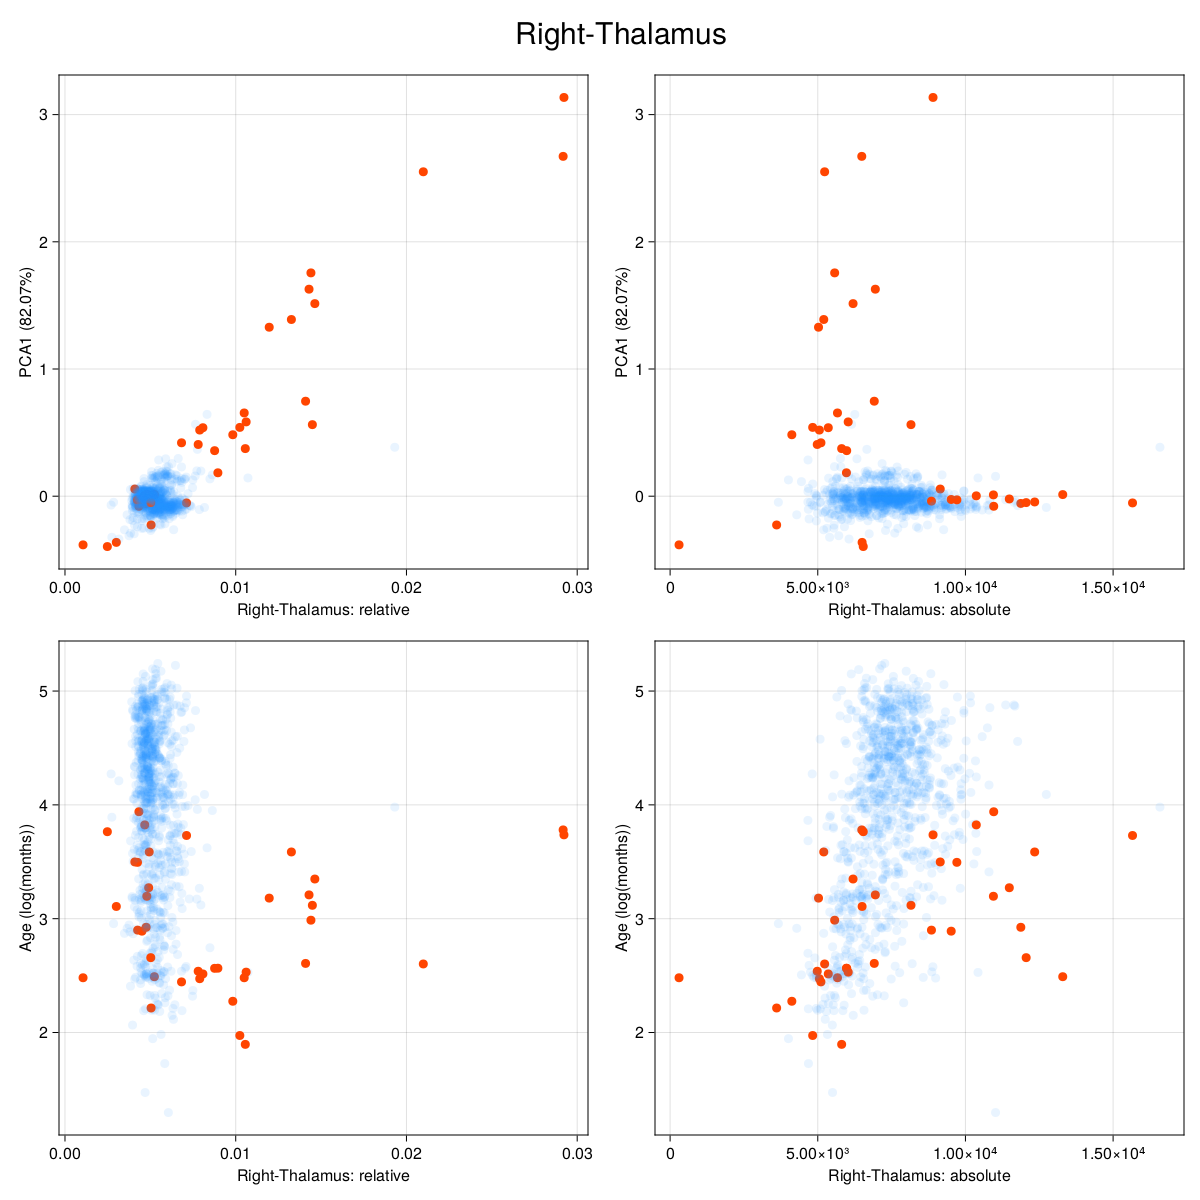 Right-Thalamus
3
2
1
0
PCA1 (82.07%)
0.00 0.01 0.02 0.03
Right-Thalamus: relative
3
2
1
0
PCA1 (82.07%)
0 5.00×10³ 1.00×10⁴ 1.50×10⁴
Right-Thalamus: absolute
5
4
3
2
Age (log(months))
0.00 0.01 0.02 0.03
Right-Thalamus: relative
5
4
3
2
Age (log(months))
0 5.00×10³ 1.00×10⁴ 1.50×10⁴
Right-Thalamus: absolute